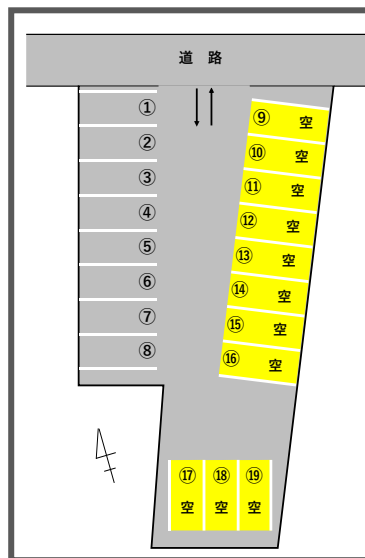 道 路
①
②
③
④
⑤
⑥
⑦
⑧
⑨ 空
⑩ 空
⑪ 空
⑫ 空
⑬ 空
⑭ 空
⑮ 空
⑯ 空
⑰ ⑱ ⑲
空 空 空